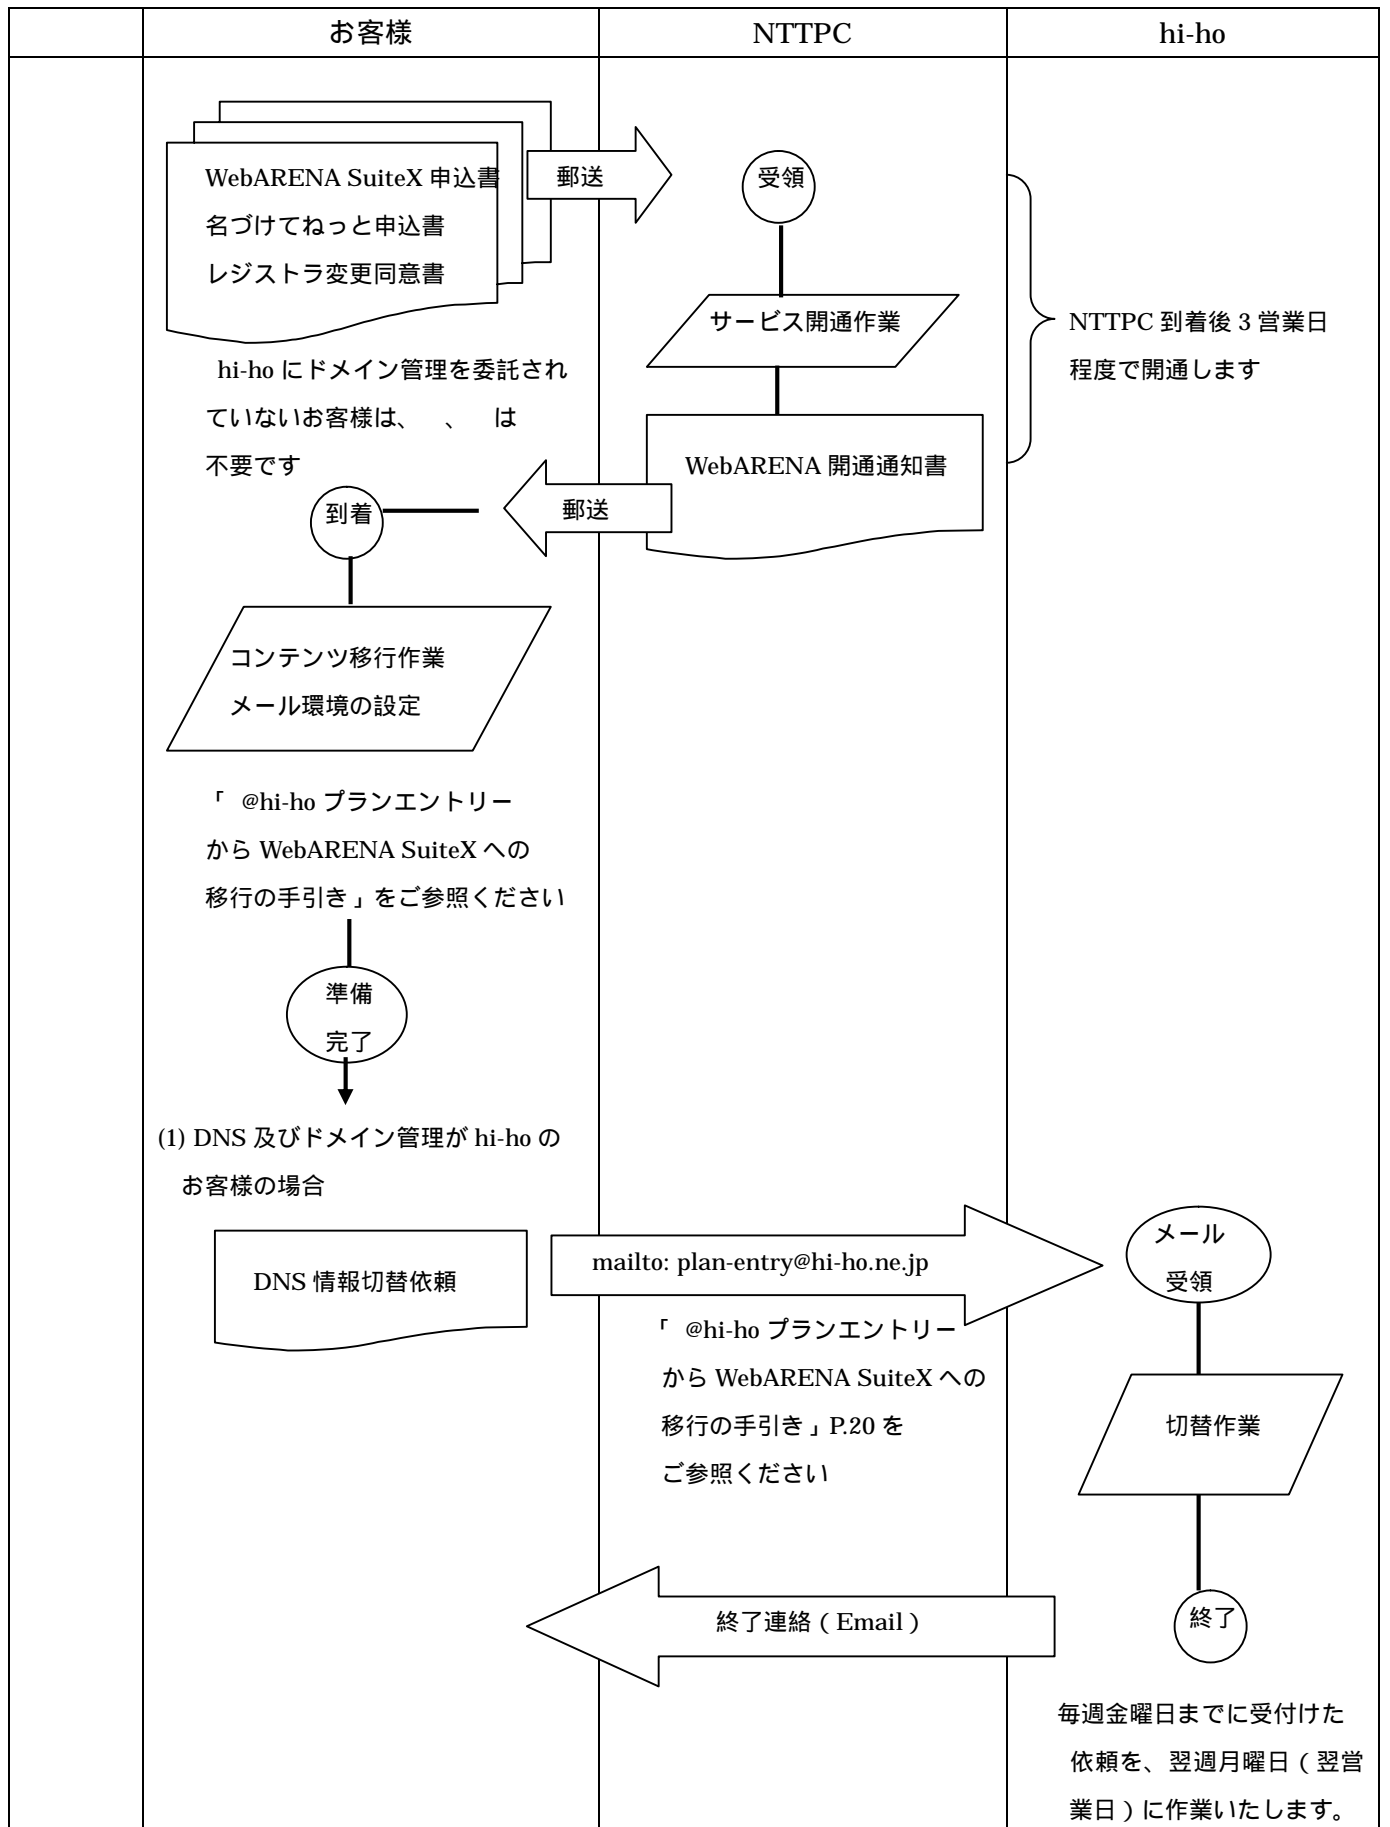 お客様
NTTPC
hi-ho
WebARENA SuiteX 申込書
名づけてねっと申込書
レジストラ変更同意書
郵送
受領
サービス開通作業
NTTPC 到着後 3 営業日
程度で開通します
hi-ho にドメイン管理を委託され
ていないお客様は、　、　は
不要です
WebARENA 開通通知書
郵送
到着
コンテンツ移行作業
メール環境の設定
「　@hi-ho プランエントリー
から WebARENA SuiteX への
移行の手引き」をご参照ください
準備
完了
(1) DNS 及びドメイン管理が hi-ho の
お客様の場合
DNS 情報切替依頼
mailto: plan-entry@hi-ho.ne.jp
メール
受領
「　@hi-ho プランエントリー
から WebARENA SuiteX への
移行の手引き」P.20 を
ご参照ください
切替作業
終了連絡（Email）
終了
毎週金曜日までに受付けた
依頼を、翌週月曜日（翌営
業日）に作業いたします。